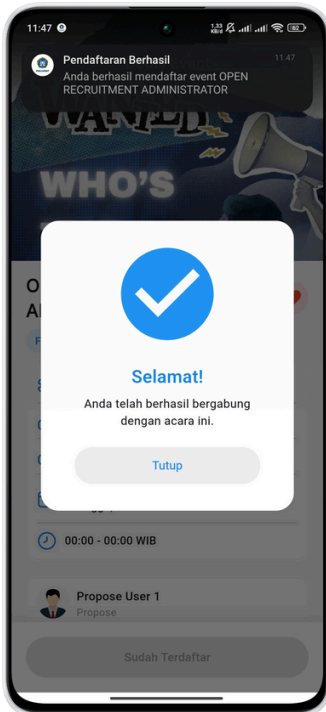 11:47
1,33
KB/d
Pendaftaran Berhasil
11.47
Anda berhasil mendaftar event OPEN
RECRUITMENT ADMINISTRATOR
WANTED
WHO'S
Selamat!
Anda telah berhasil bergabung
dengan acara ini.
Tutup
00:00 - 00:00 WIB
Propose User 1
Propose
Sudah Terdaftar